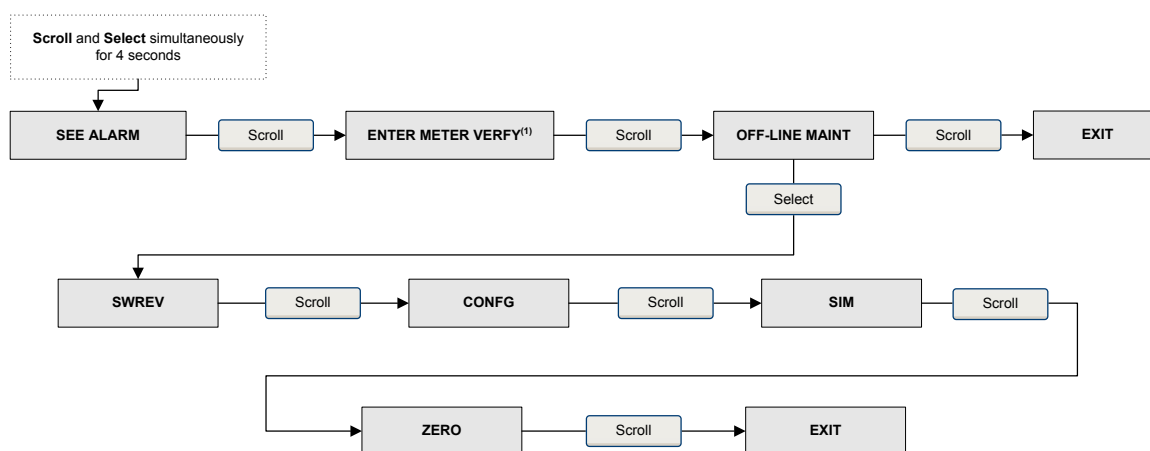 Scroll and Select simultaneously
for 4 seconds
SEE ALARM
Scroll
ENTER METER VERFY(1)
Scroll
OFF-LINE MAINT
Scroll
EXIT
Select
SWREV
Scroll
CONFG
Scroll
SIM
Scroll
ZERO
Scroll
EXIT